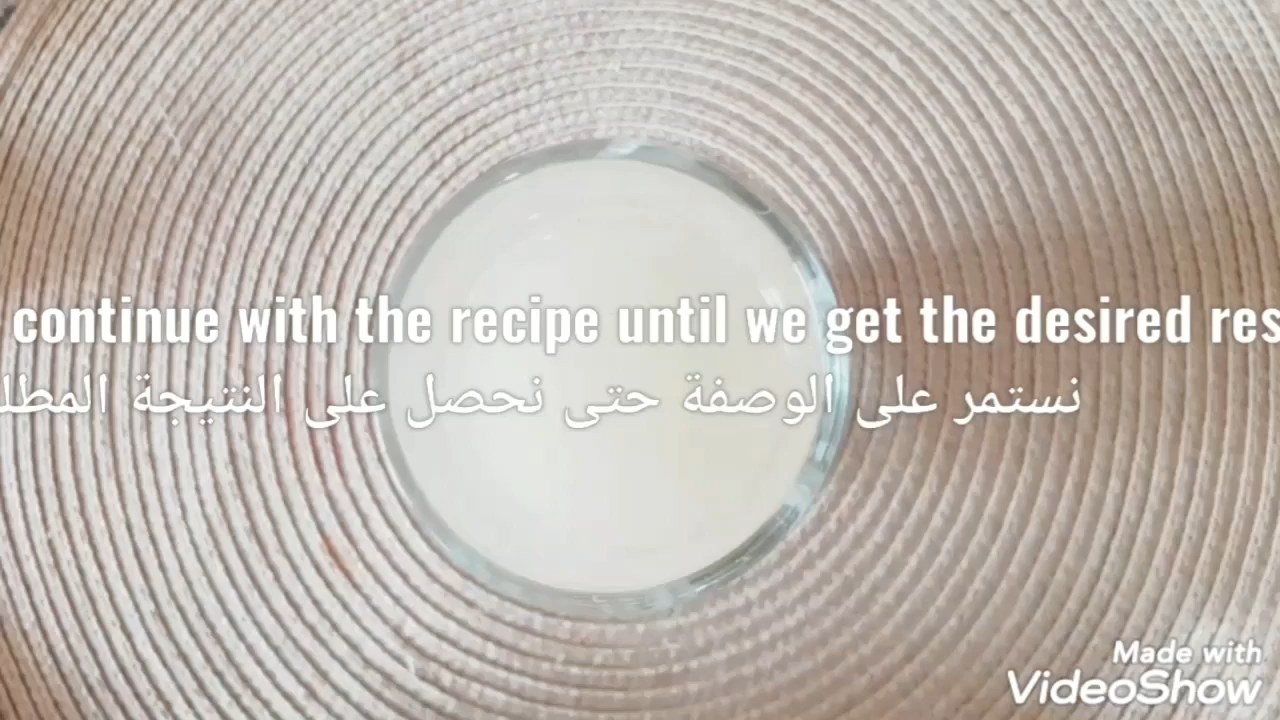 continue with the recipe until we get the desired
نستمر على الوصفة حتى نحصل على النتيجة
Made with
VideoShow